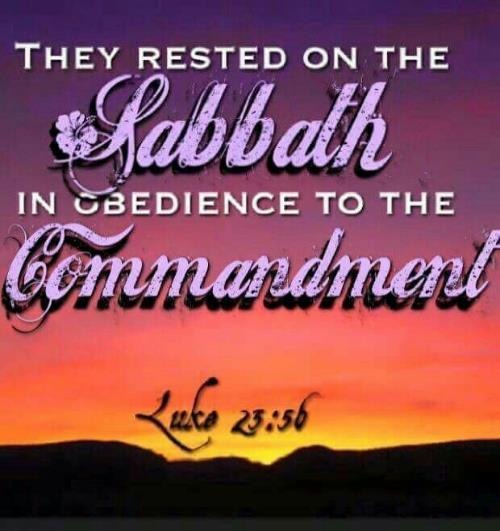 THEY RESTED ON THE
Sabbath
IN OBEDIENCE TO THE
Commandment
Luke 23:56